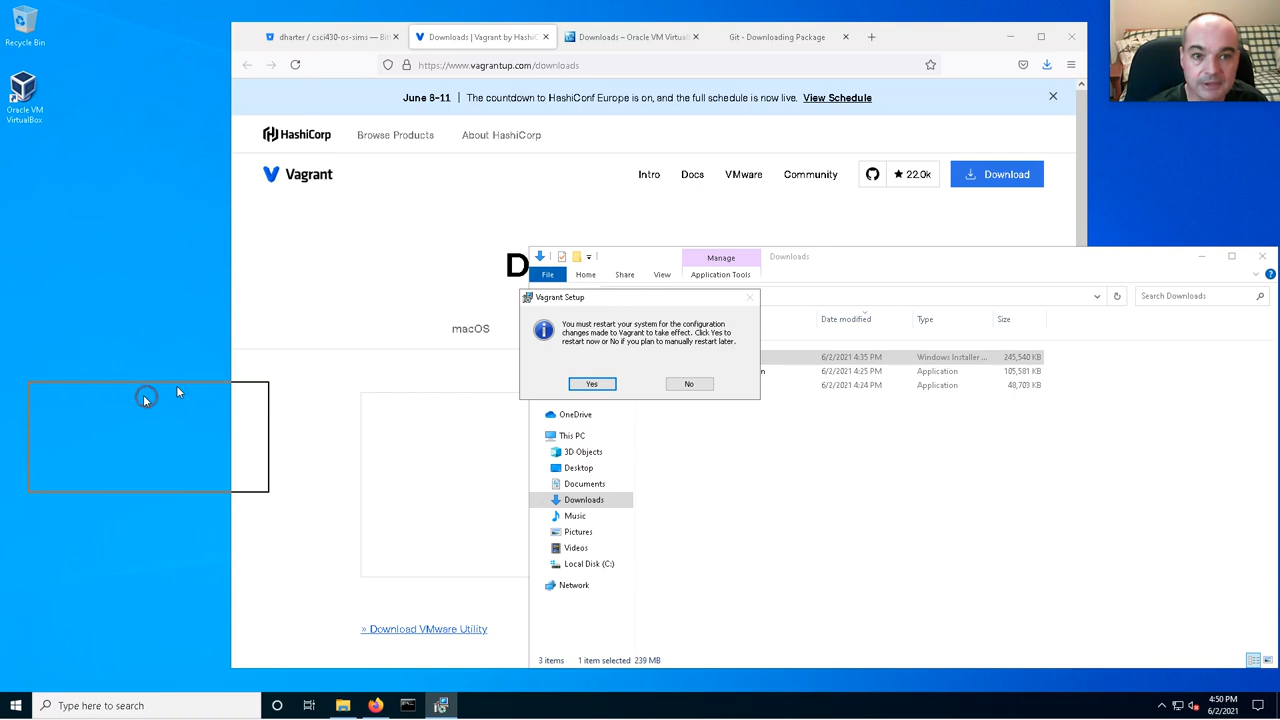 Recycle Bin
Oracle VM
VirtualBox
dharter / csci430-os-sims — Bit
Downloads | Vagrant by HashiC
Downloads – Oracle VM VirtualB
Git - Downloading Package
https://www.vagrantup.com/downloads
June 8-11 | The countdown to HashiConf Europe is on, and the full schedule is now live. View Schedule
HashiCorp
Browse Products
About HashiCorp
Vagrant
Intro
Docs
VMware
Community
22.0k
Download
D
Manage
Downloads
File
Home
Share
View
Application Tools
Search Downloads
Vagrant Setup
You must restart your system for the configuration
changes made to Vagrant to take effect. Click Yes to
restart now or No if you plan to manually restart later.
Yes
No
Date modified
Type
Size
6/2/2021 4:35 PM Windows Installer ... 245,540 KB
6/2/2021 4:25 PM Application 105,581 KB
6/2/2021 4:24 PM Application 48,703 KB
macOS
OneDrive
This PC
3D Objects
Desktop
Documents
Downloads
Music
Pictures
Videos
Local Disk (C:)
Network
» Download VMware Utility
3 items
1 item selected 239 MB
Type here to search
4:50 PM
6/2/2021